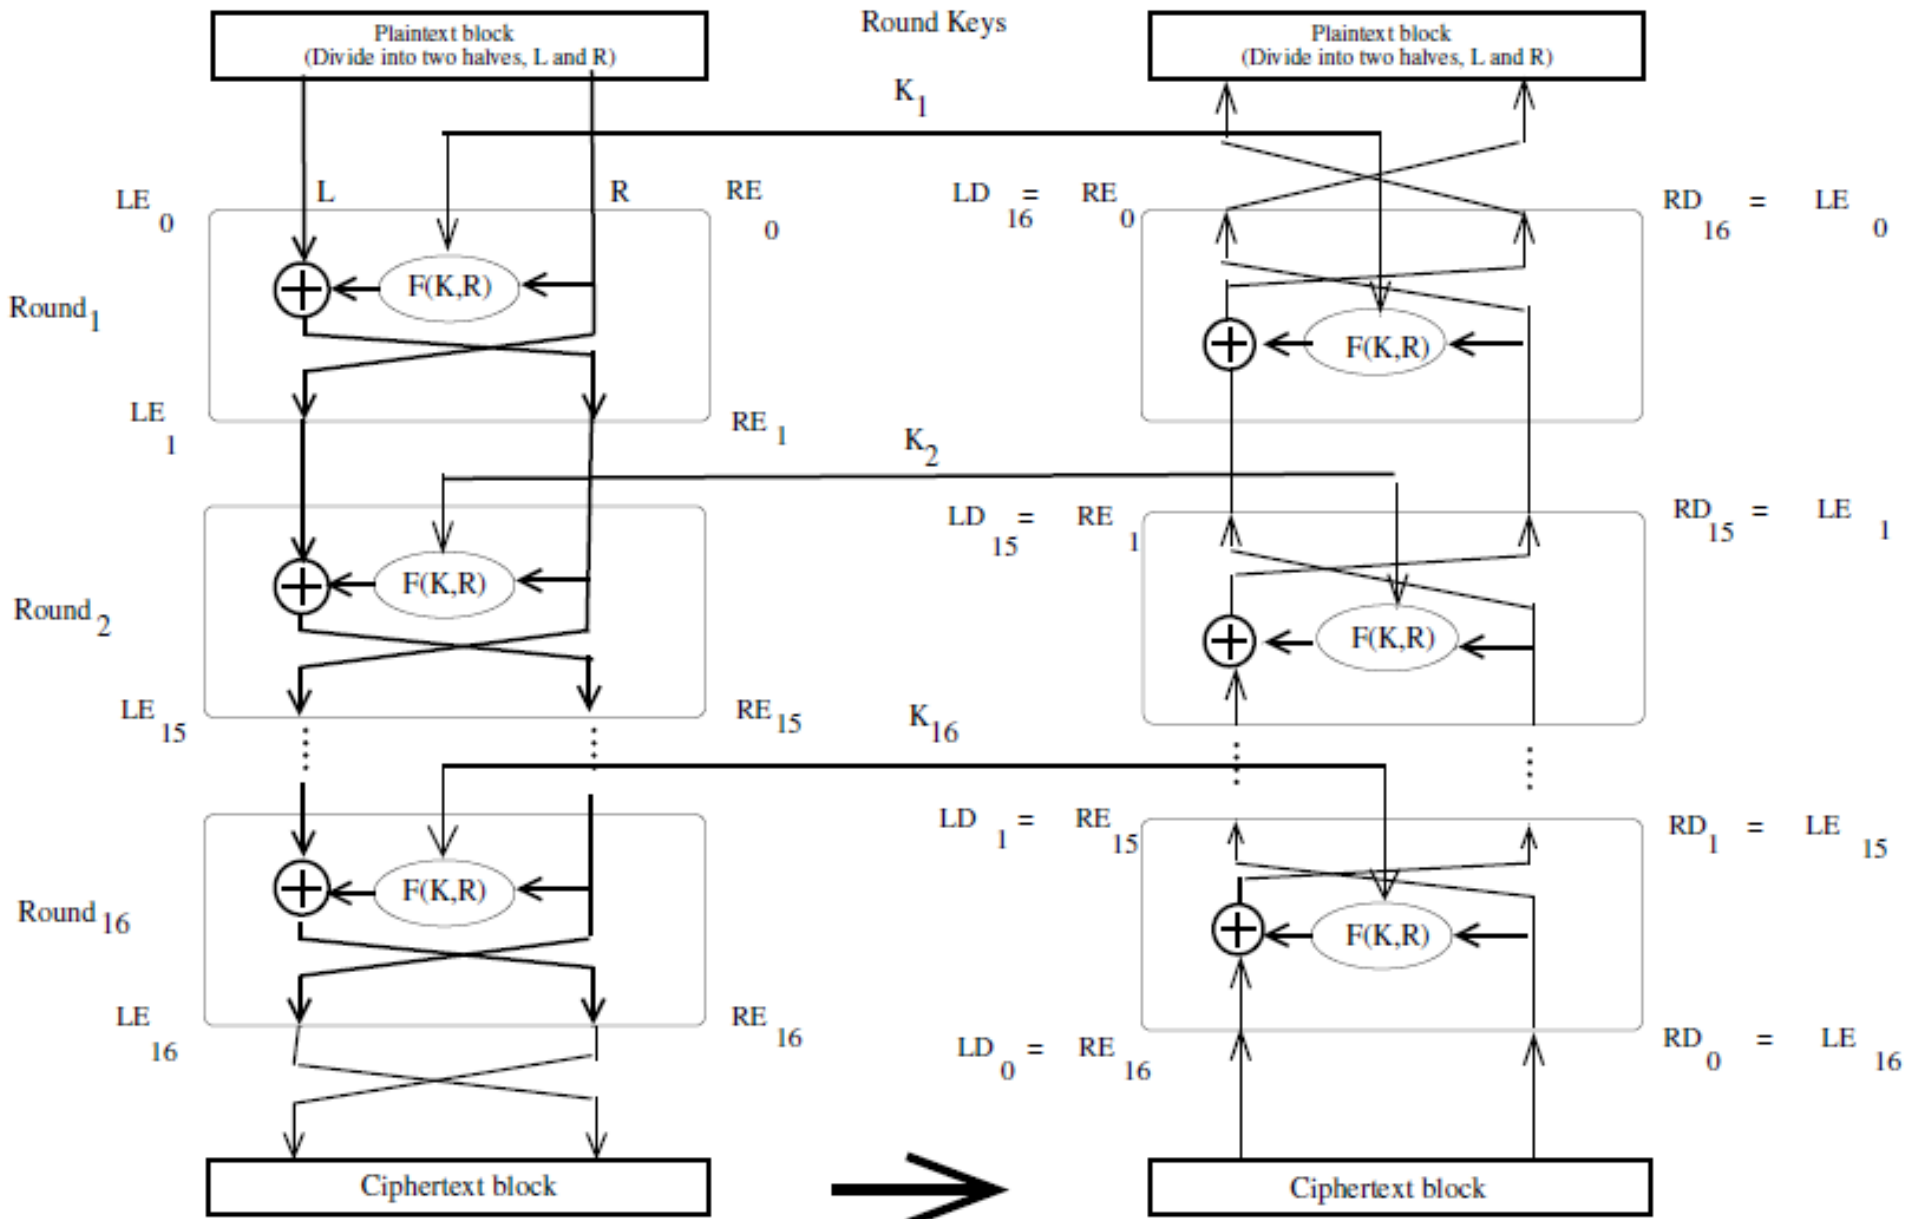 Plaintext block
(Divide into two halves, L and R)
Round Keys
Plaintext block
(Divide into two halves, L and R)
K1
LE0
L
R
RE0
LD16 = RE0
RD16 = LE0
F(K,R)
Round1
F(K,R)
LE1
RE1
K2
LD15 = RE1
RD15 = LE1
F(K,R)
Round2
F(K,R)
LE15
RE15
K16
LD1 = RE15
RD1 = LE15
F(K,R)
Round16
F(K,R)
LE16
RE16
LD0 = RE16
RD0 = LE16
Ciphertext block
Ciphertext block